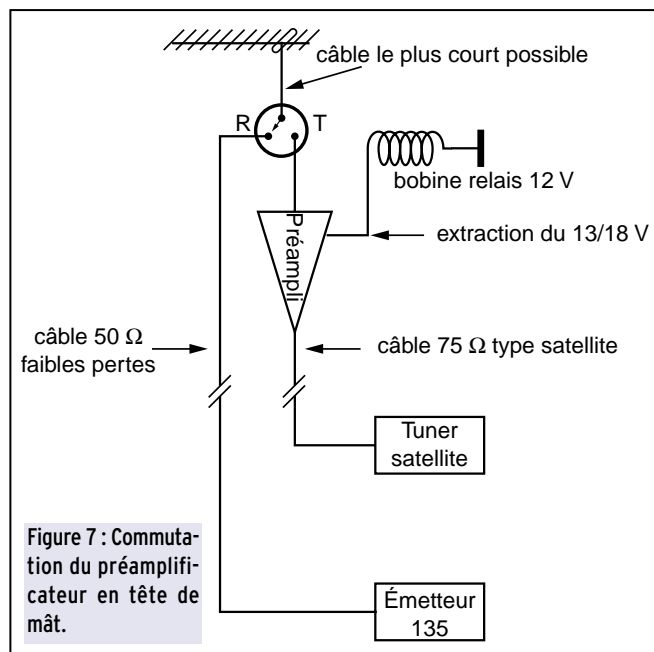 câble le plus court possible
R
T
bobine relais 12 V
Préampli
extraction du 13/18 V
câble 50 Ω
faibles pertes
câble 75 Ω type satellite
Tuner
satellite
Figure 7 : Commuta-
tion du préamplifi-
cateur en tête de
mât.
Émetteur
135